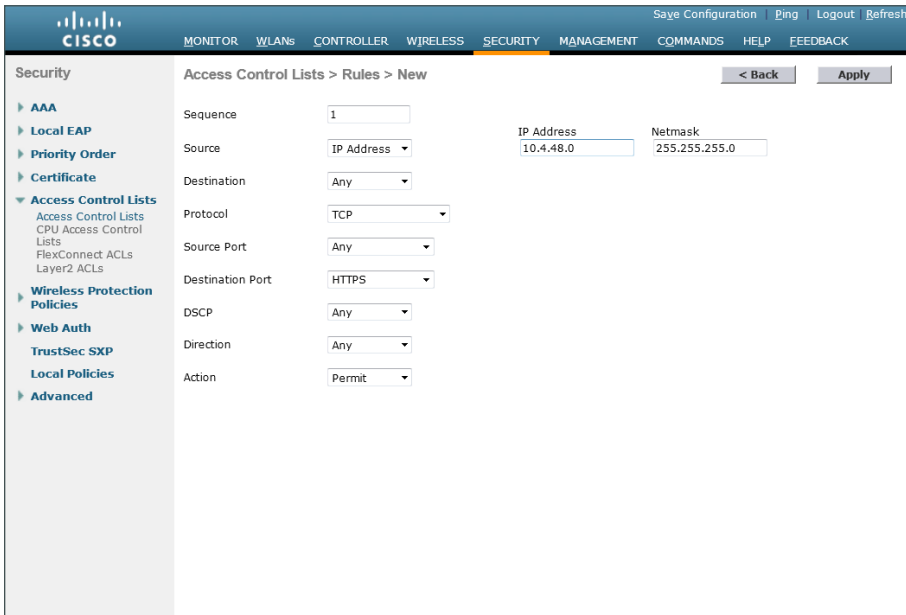 Save Configuration | Ping | Logout | Refresh
CISCO
MONITOR WLANs CONTROLLER WIRELESS SECURITY MANAGEMENT COMMANDS HELP FEEDBACK
Security
AAA
Local EAP
Priority Order
Certificate
Access Control Lists
Access Control Lists
CPU Access Control
Lists
FlexConnect ACLs
Layer2 ACLs
Wireless Protection
Policies
Web Auth
TrustSec SXP
Local Policies
Advanced
Access Control Lists > Rules > New
< Back
Apply
Sequence 1
IP Address Netmask
Source IP Address 10.4.48.0 255.255.255.0
Destination Any
Protocol TCP
Source Port Any
Destination Port HTTPS
DSCP Any
Direction Any
Action Permit